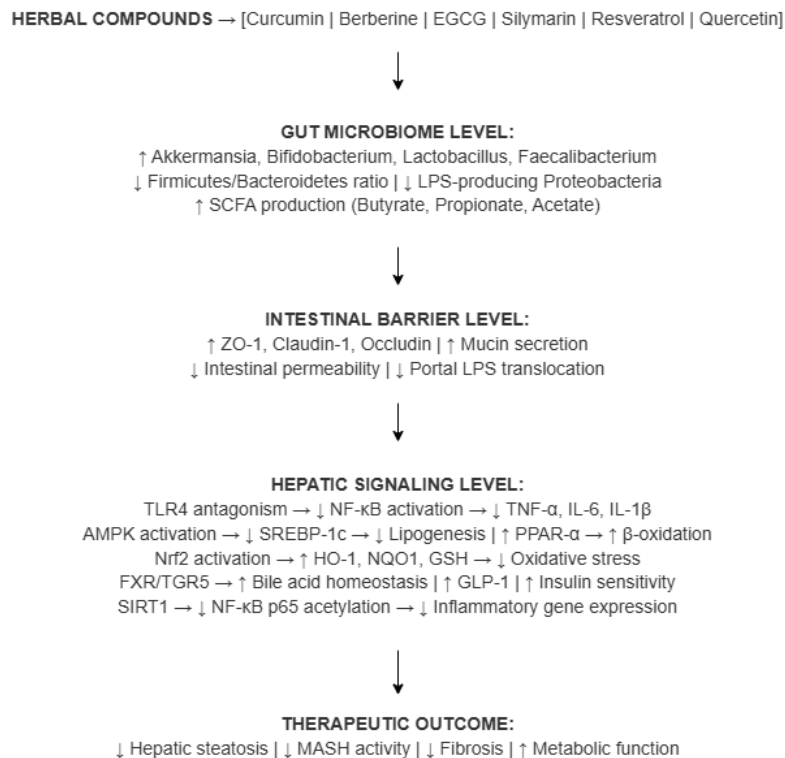 HERBAL COMPOUNDS → [Curcumin | Berberine | EGCG | Silymarin | Resveratrol | Quercetin]
GUT MICROBIOME LEVEL:
↑ Akkermansia, Bifidobacterium, Lactobacillus, Faecalibacterium
↓ Firmicutes/Bacteroidetes ratio | ↓ LPS-producing Proteobacteria
↑ SCFA production (Butyrate, Propionate, Acetate)
INTESTINAL BARRIER LEVEL:
↑ ZO-1, Claudin-1, Occludin | ↑ Mucin secretion
↓ Intestinal permeability | ↓ Portal LPS translocation
HEPATIC SIGNALING LEVEL:
TLR4 antagonism → ↓ NF-κB activation → ↓ TNF-α, IL-6, IL-1β
AMPK activation → ↓ SREBP-1c → ↓ Lipogenesis | ↑ PPAR-α → ↑ β-oxidation
Nrf2 activation → ↑ HO-1, NQO1, GSH → ↓ Oxidative stress
FXR/TGR5 → ↑ Bile acid homeostasis | ↑ GLP-1 | ↑ Insulin sensitivity
SIRT1 → ↓ NF-κB p65 acetylation → ↓ Inflammatory gene expression
THERAPEUTIC OUTCOME:
↓ Hepatic steatosis | ↓ MASH activity | ↓ Fibrosis | ↑ Metabolic function